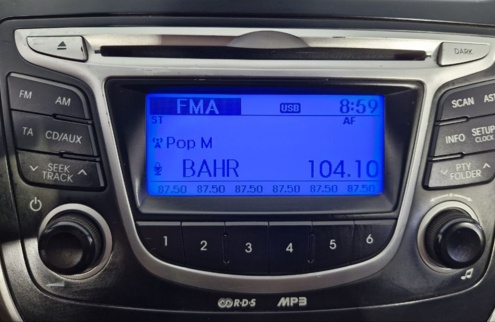 DARK
FM AM
TA CD/AUX
SEEK
TRACK
FMA USB 8:59
ST AF
Pop M
BAHR 104.10
87.50 87.50 87.50 87.50 87.50 87.50
SCAN AST
INFO SETUP
CLOCK
PTY
FOLDER
1 2 3 4 5 6
R·D·S MP3